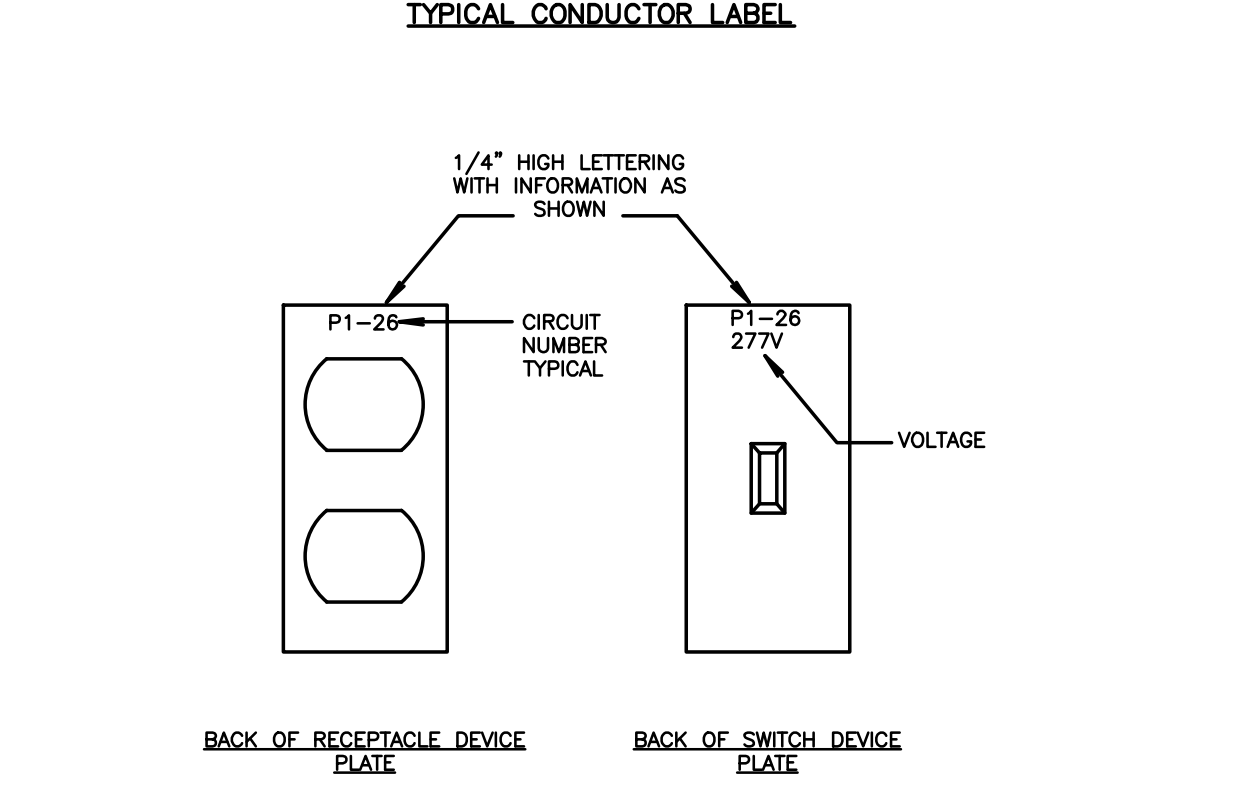 TYPICAL CONDUCTOR LABEL
1/4" HIGH LETTERING
WITH INFORMATION AS
SHOWN
P1-26
CIRCUIT
NUMBER
TYPICAL
P1-26
277V
VOLTAGE
BACK OF RECEPTACLE DEVICE
PLATE
BACK OF SWITCH DEVICE
PLATE